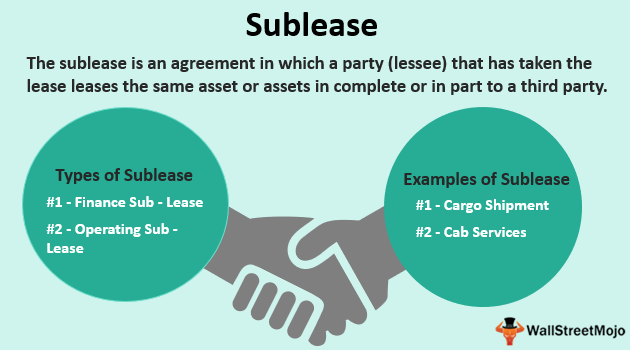 Sublease
The sublease is an agreement in which a party (lessee) that has taken the
lease leases the same asset or assets in complete or in part to a third party.
Types of Sublease
#1 - Finance Sub - Lease
#2 - Operating Sub -
Lease
Examples of Sublease
#1 - Cargo Shipment
#2 - Cab Services
WallStreetMojo